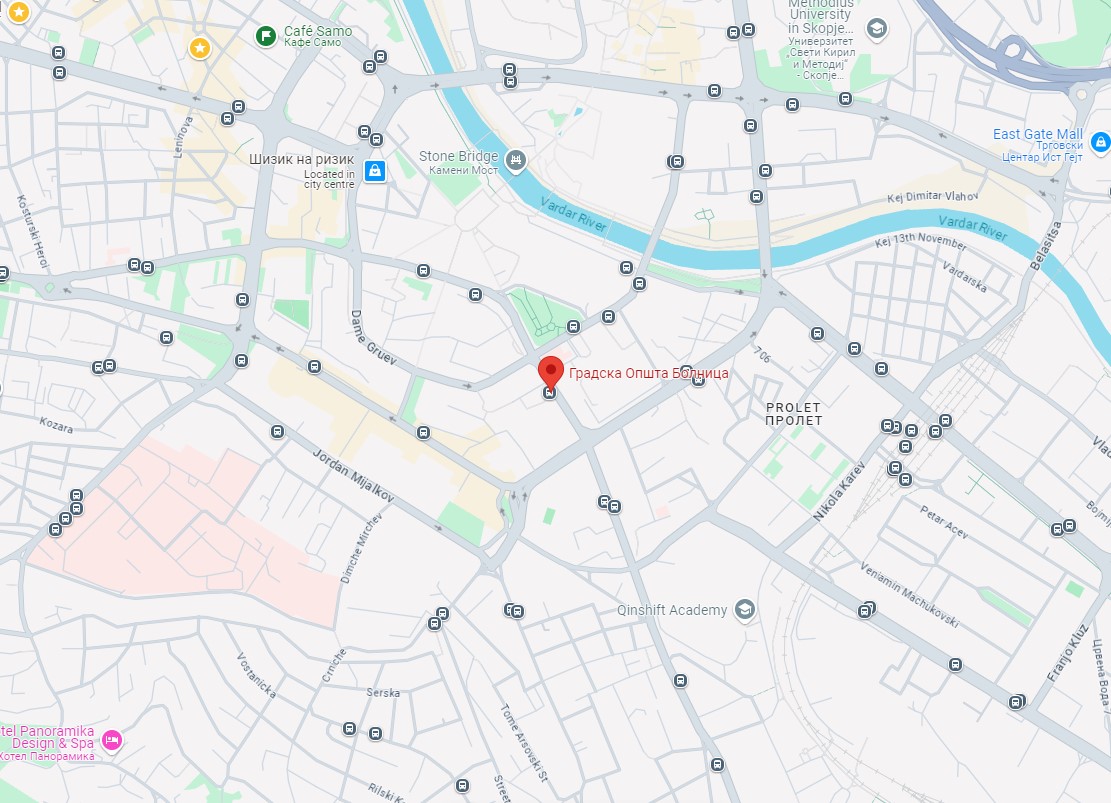 Methodius
University
in Skopje...
Универзитет
„Свети Кирил
и Методиј“
- Скопје...
Café Samo
Кафе Само
Leninova
East Gate Mall
Трговски
Центар Ист Гејт
Шизик на ризик
Located in
city centre
Stone Bridge
Камени Мост
Kosturski Heroi
Vardar River
Kej Dimitar Vlahov
Vardar River
Kej 13th November
Belasitsa
Vardarska
Dame Gruev
706
Градска Општа Болница
PROLET
ПРОЛЕТ
Kozara
Jordan Mijalkov
Nikola Karev
Petar Acev
Dimche Mirchev
Veniamin Machukovski
Qinshift Academy
Franjo Kluz
Црвена Вода
Crniche
Vostanicka
Serska
tel Panoramika
Design & Spa
Хотел Панорамика
Tome Arsovski St
Street
Rilski K